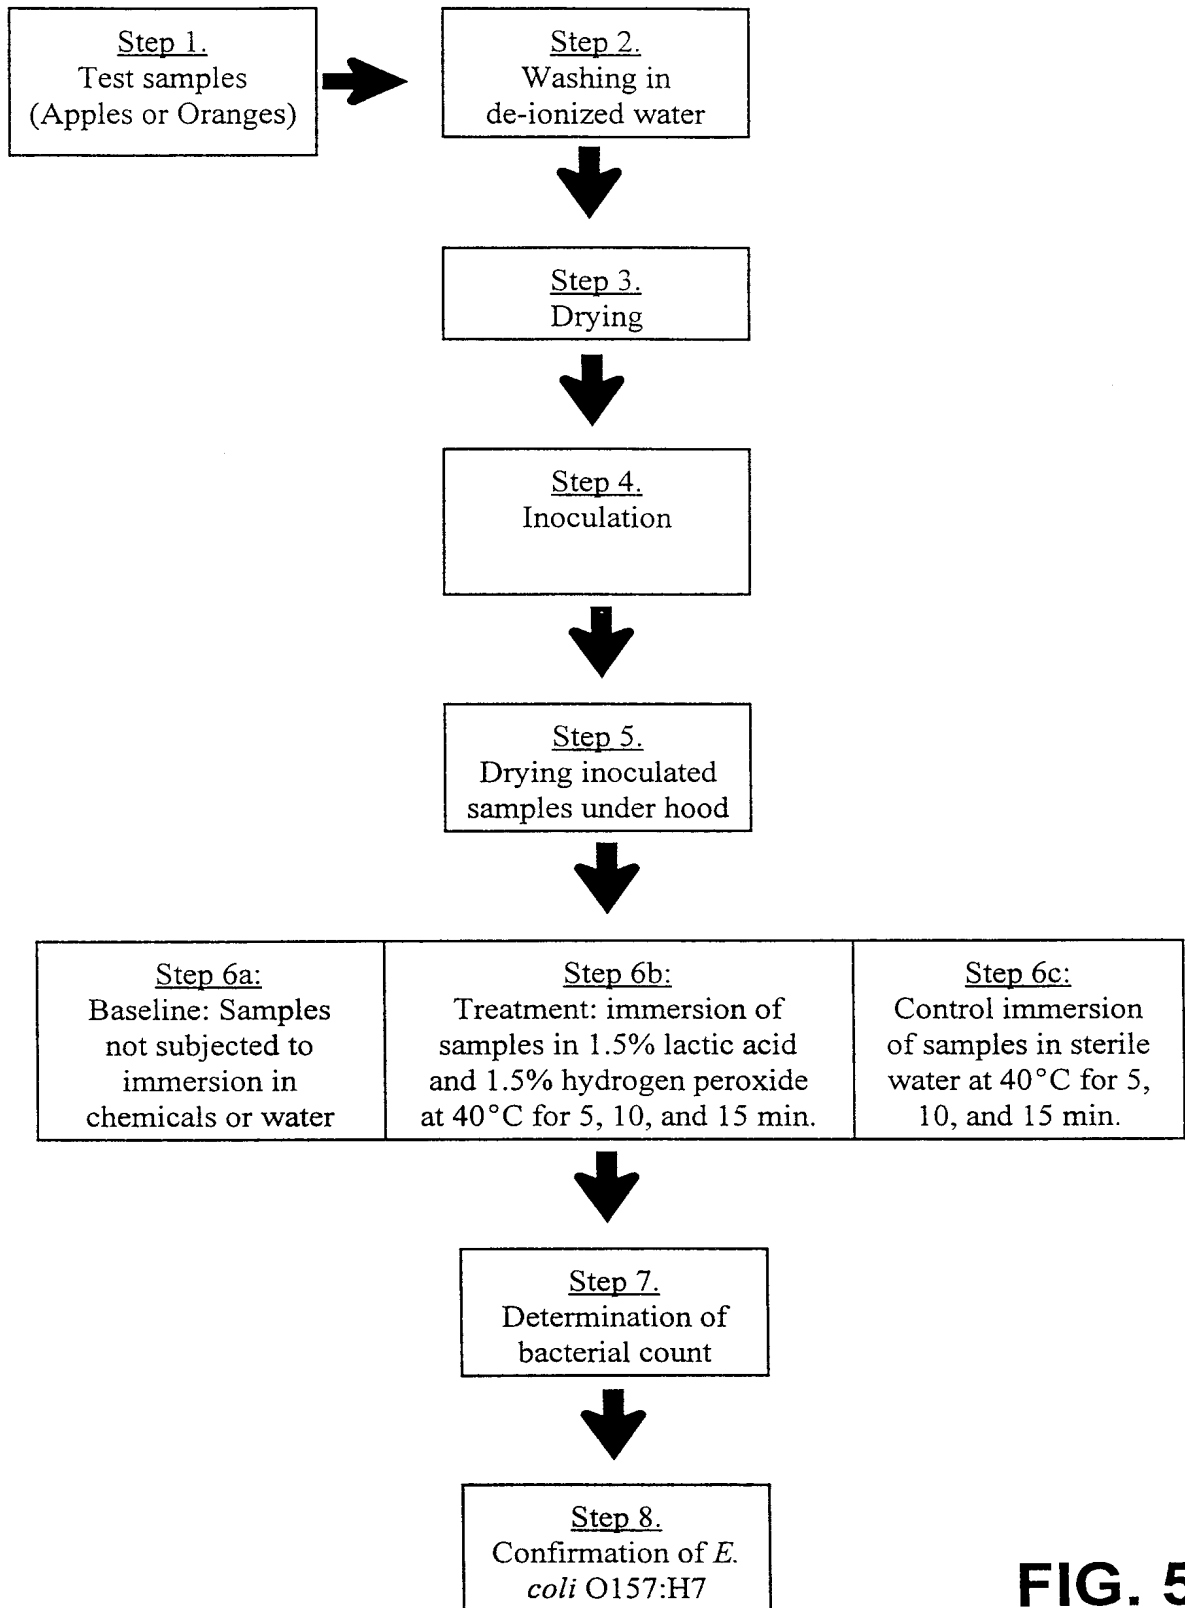 Step 1.
Test samples
(Apples or Oranges)
Step 2.
Washing in
de-ionized water
Step 3.
Drying
Step 4.
Inoculation
Step 5.
Drying inoculated
samples under hood
Step 6a:
Baseline: Samples
not subjected to
immersion in
chemicals or water
Step 6b:
Treatment: immersion of
samples in 1.5% lactic acid
and 1.5% hydrogen peroxide
at 40°C for 5, 10, and 15 min.
Step 6c:
Control immersion
of samples in sterile
water at 40°C for 5,
10, and 15 min.
Step 7.
Determination of
bacterial count
Step 8.
Confirmation of E.
coli O157:H7
FIG. 5